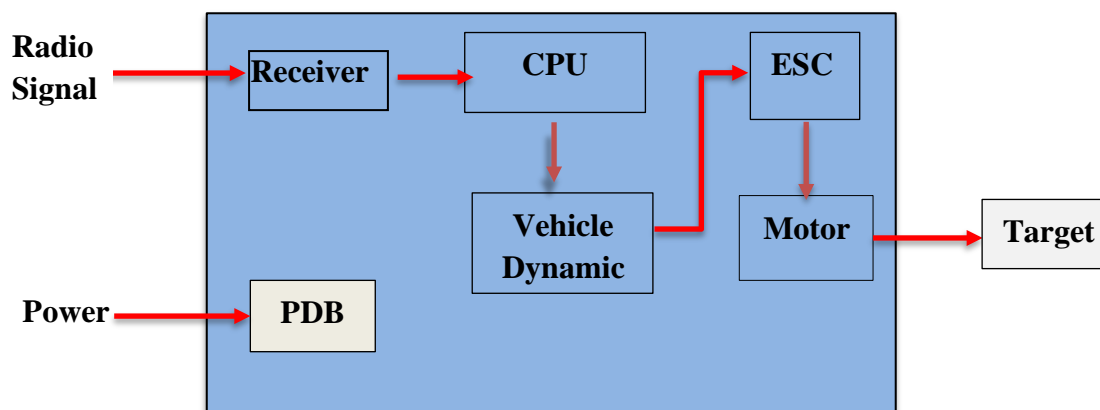 Radio
Signal
Receiver
CPU
ESC
Vehicle
Dynamic
Motor
Target
Power
PDB